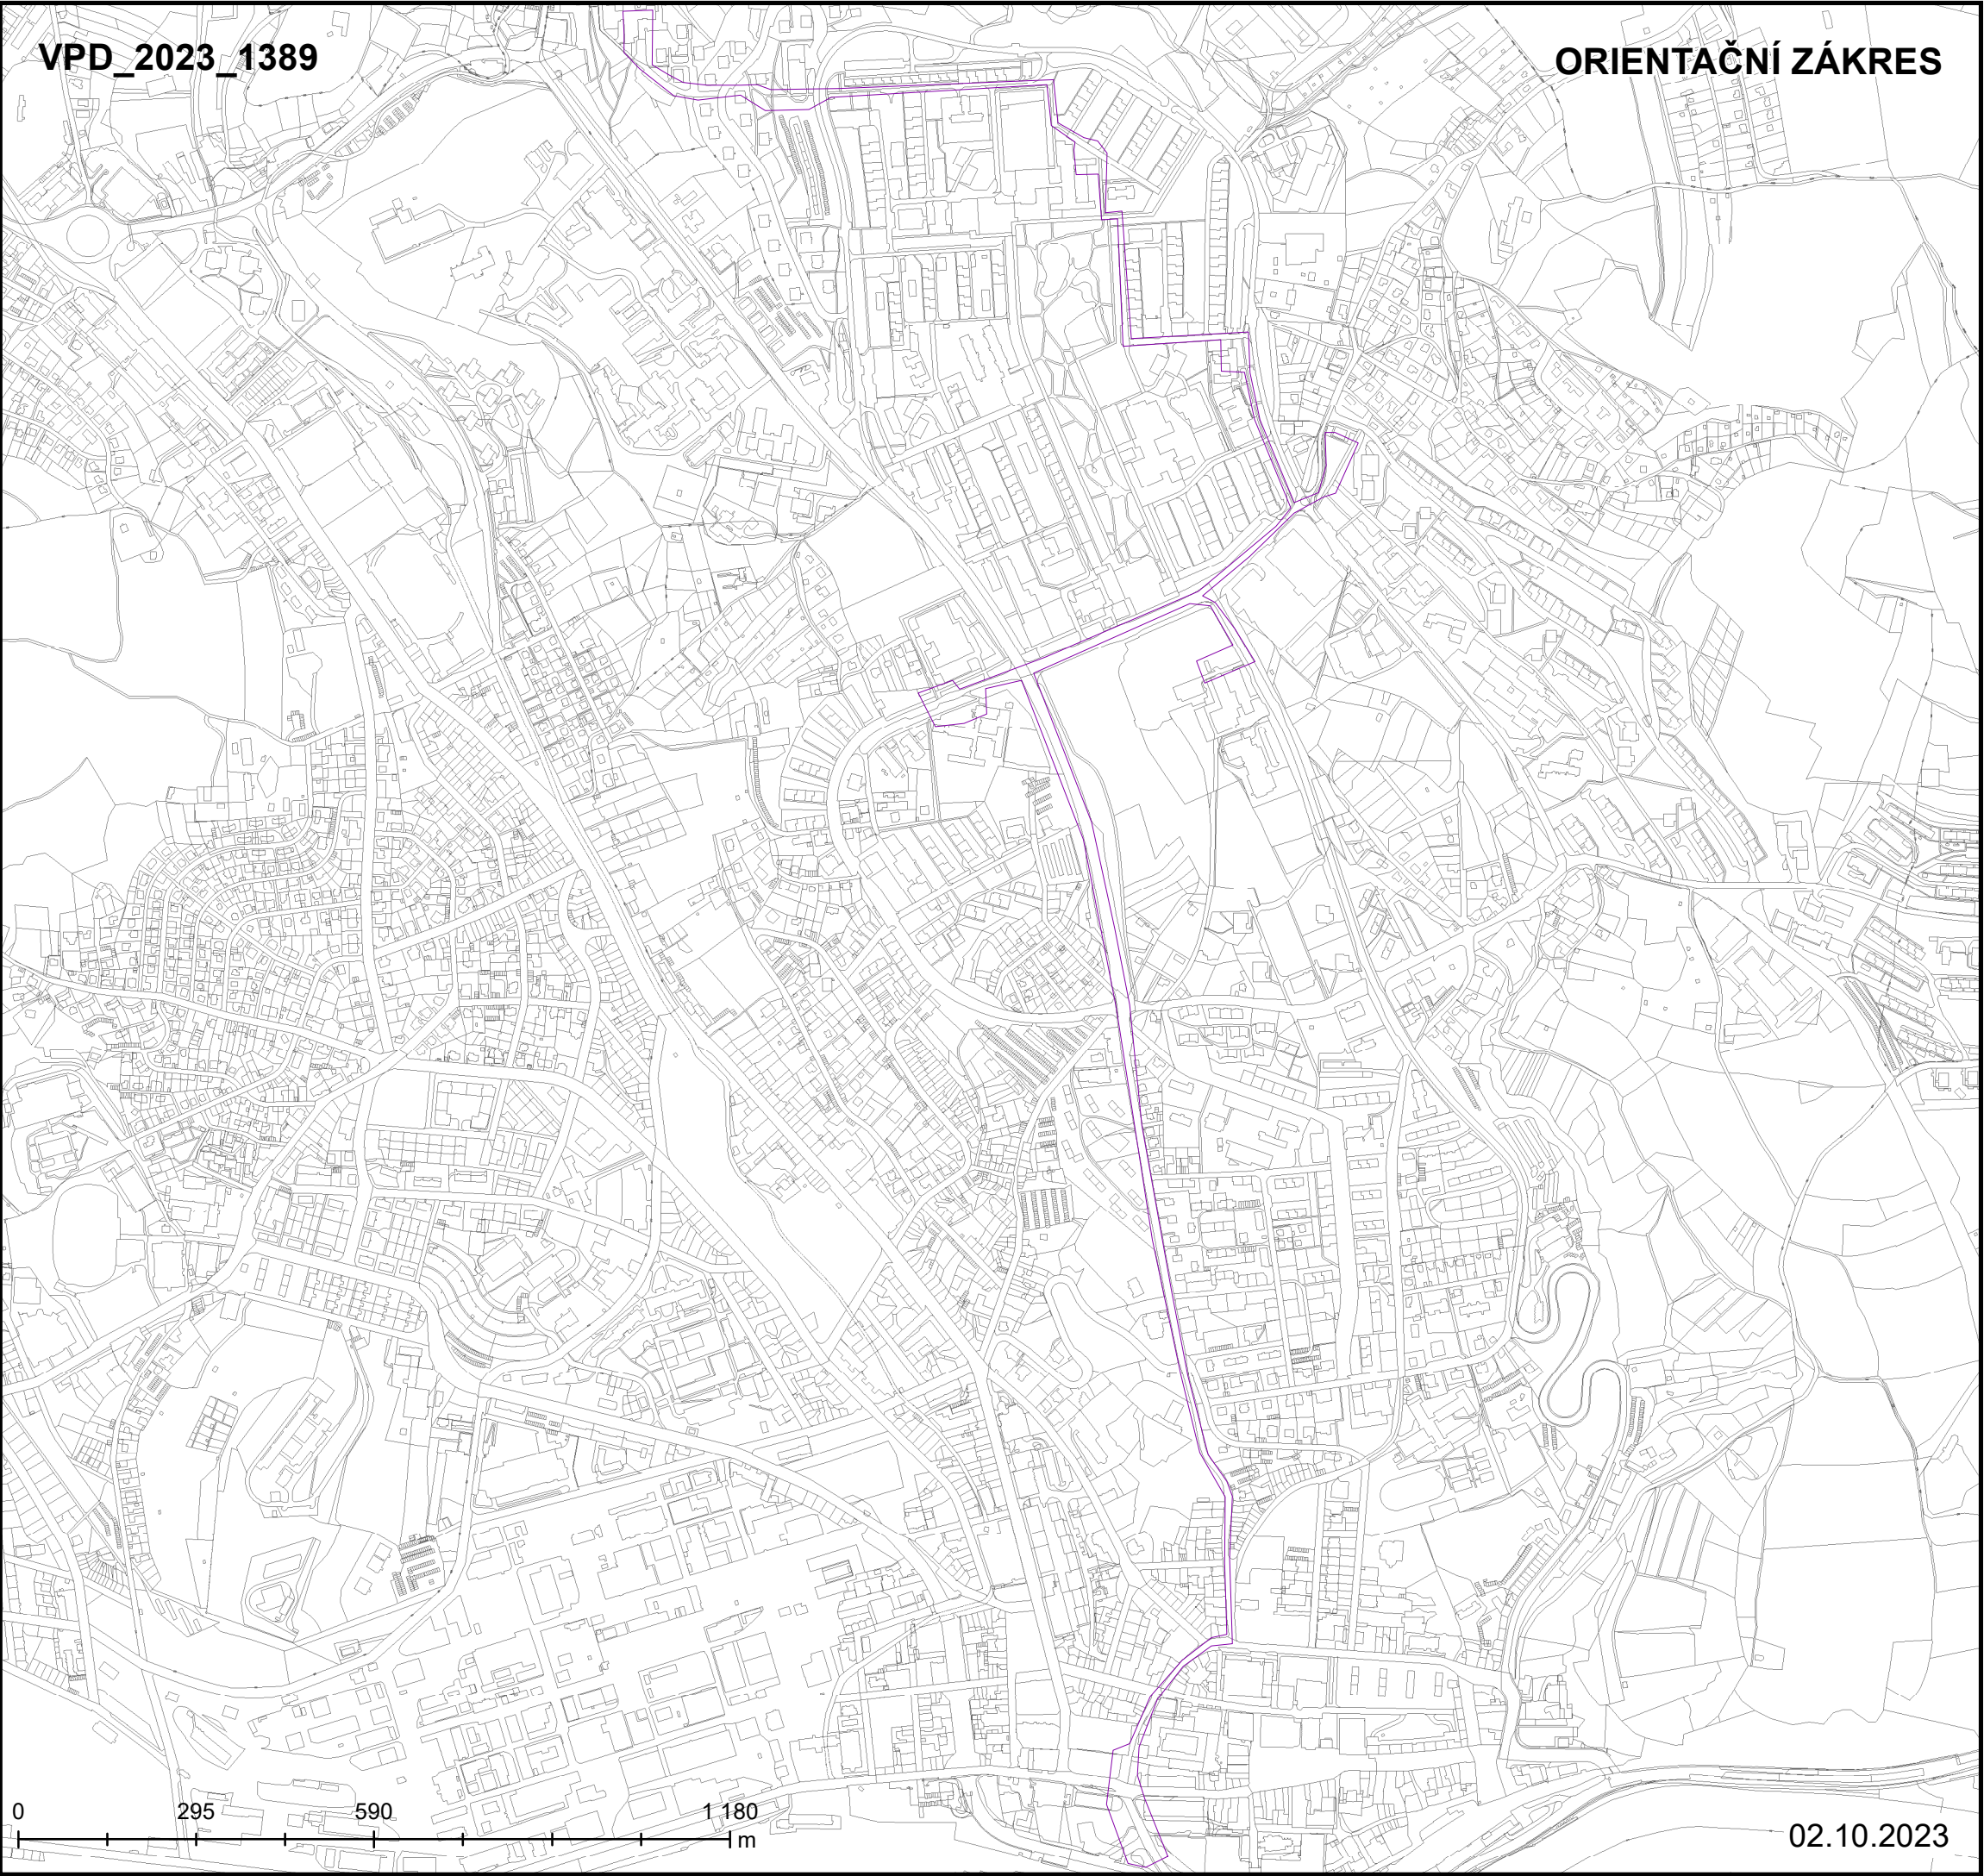 VPD_2023_1389
ORIENTAČNÍ ZÁKRES
0 295 590 1 180
m
02.10.2023